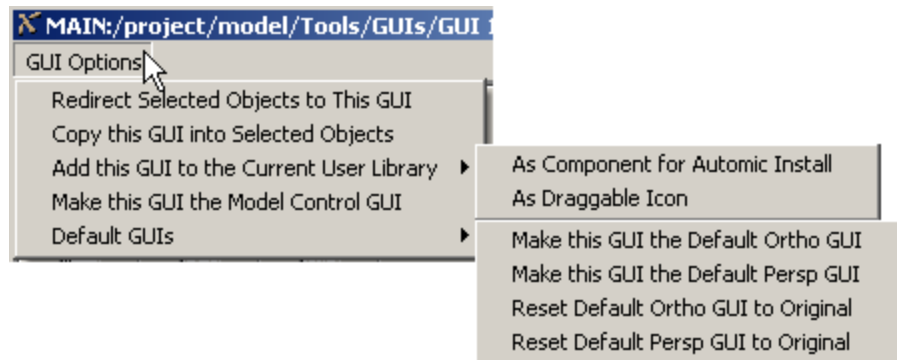 MAIN:/project/model/Tools/GUIs/GUI
GUI Options
Redirect Selected Objects to This GUI
Copy this GUI into Selected Objects
Add this GUI to the Current User Library
Make this GUI the Model Control GUI
Default GUIs
As Component for Automic Install
As Draggable Icon
Make this GUI the Default Ortho GUI
Make this GUI the Default Persp GUI
Reset Default Ortho GUI to Original
Reset Default Persp GUI to Original